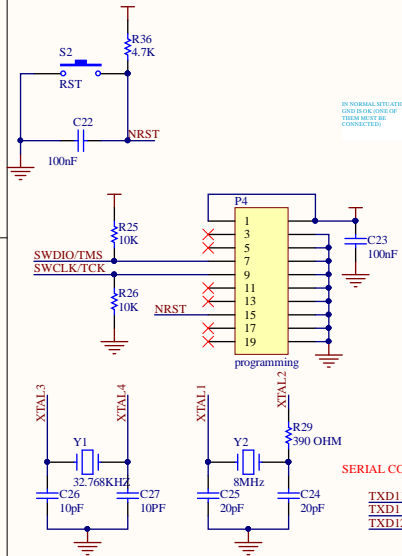 R36
4.7K
S2
RST
C22
NRST
100nF
IN NORMAL SITUATH
GND IS OK (ONE OF
THEM MUST BE
CONNECTED)
P4
R25
10K
1
3
5
7
9
11
13
15
17
19
C23
100nF
SWDIO/TMS
SWCLK/TCK
R26
10K
NRST
programming
XTAL3
XTAL4
XTAL1
XTAL2
R29
390 OHM
Y1
32.768KHZ
Y2
8MHz
C26
10pF
C27
10PF
C25
20pF
C24
20pF
SERIAL CO
TXD1
TXD1
TXD12